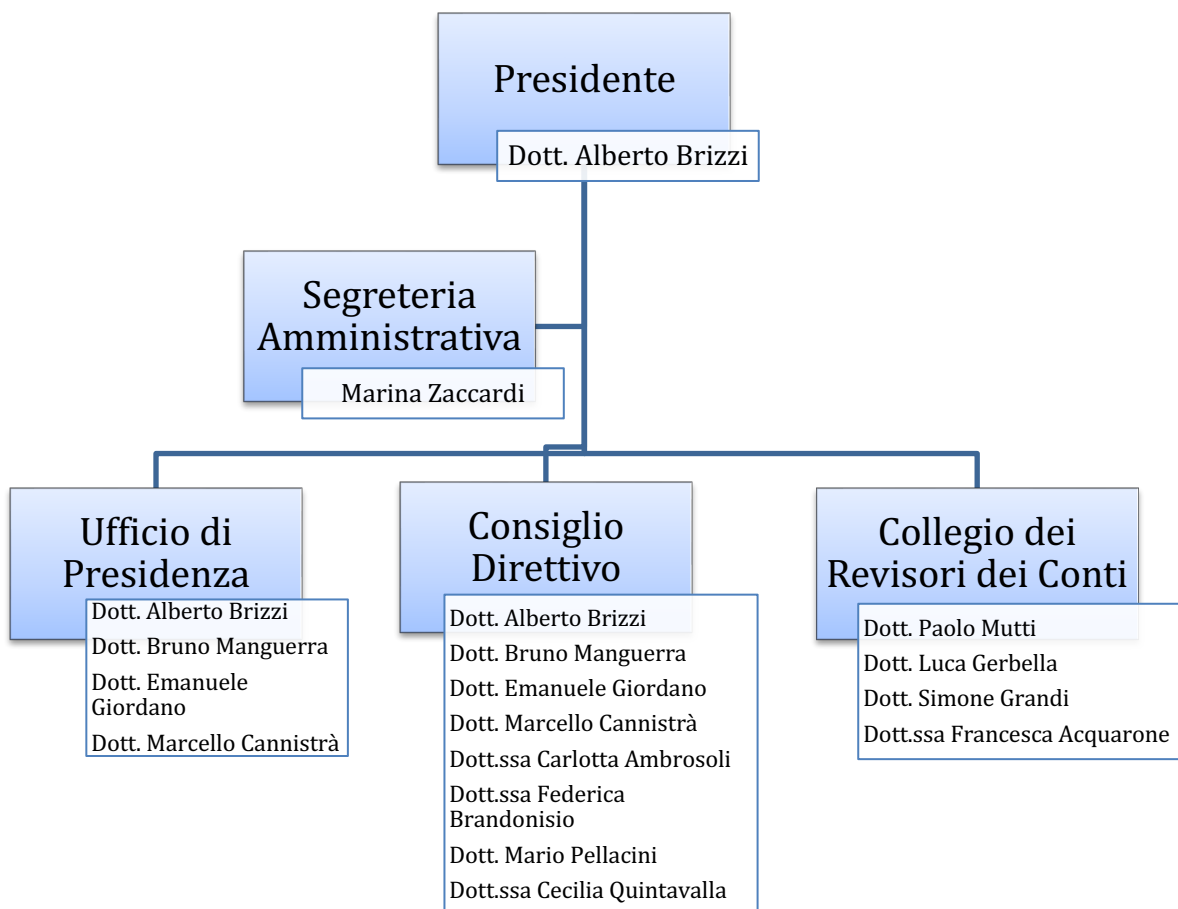 Presidente
Dott. Alberto Brizzi
Segreteria
Amministrativa
Marina Zaccardi
Ufficio di
Presidenza
Dott. Alberto Brizzi
Dott. Bruno Manguerra
Dott. Emanuele
Giordano
Dott. Marcello Cannistrà
Consiglio
Direttivo
Dott. Alberto Brizzi
Dott. Bruno Manguerra
Dott. Emanuele Giordano
Dott. Marcello Cannistrà
Dott.ssa Carlotta Ambrosoli
Dott.ssa Federica
Brandonisio
Dott. Mario Pellacini
Dott.ssa Cecilia Quintavalla
Collegio dei
Revisori dei Conti
Dott. Paolo Mutti
Dott. Luca Gerbella
Dott. Simone Grandi
Dott.ssa Francesca Acquarone